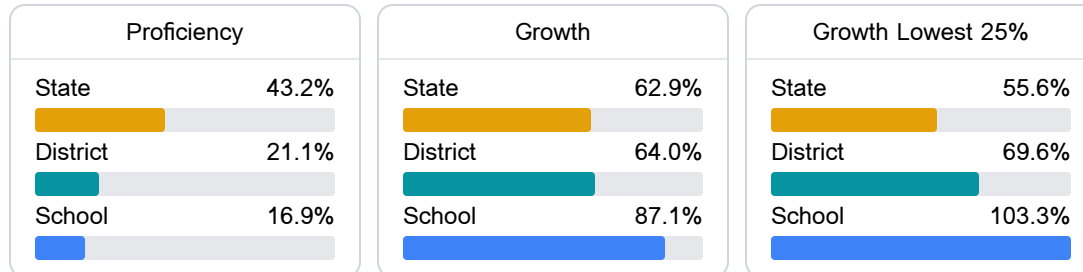 Proficiency
State 43.2%
District 21.1%
School 16.9%
Growth
State 62.9%
District 64.0%
School 87.1%
Growth Lowest 25%
State 55.6%
District 69.6%
School 103.3%